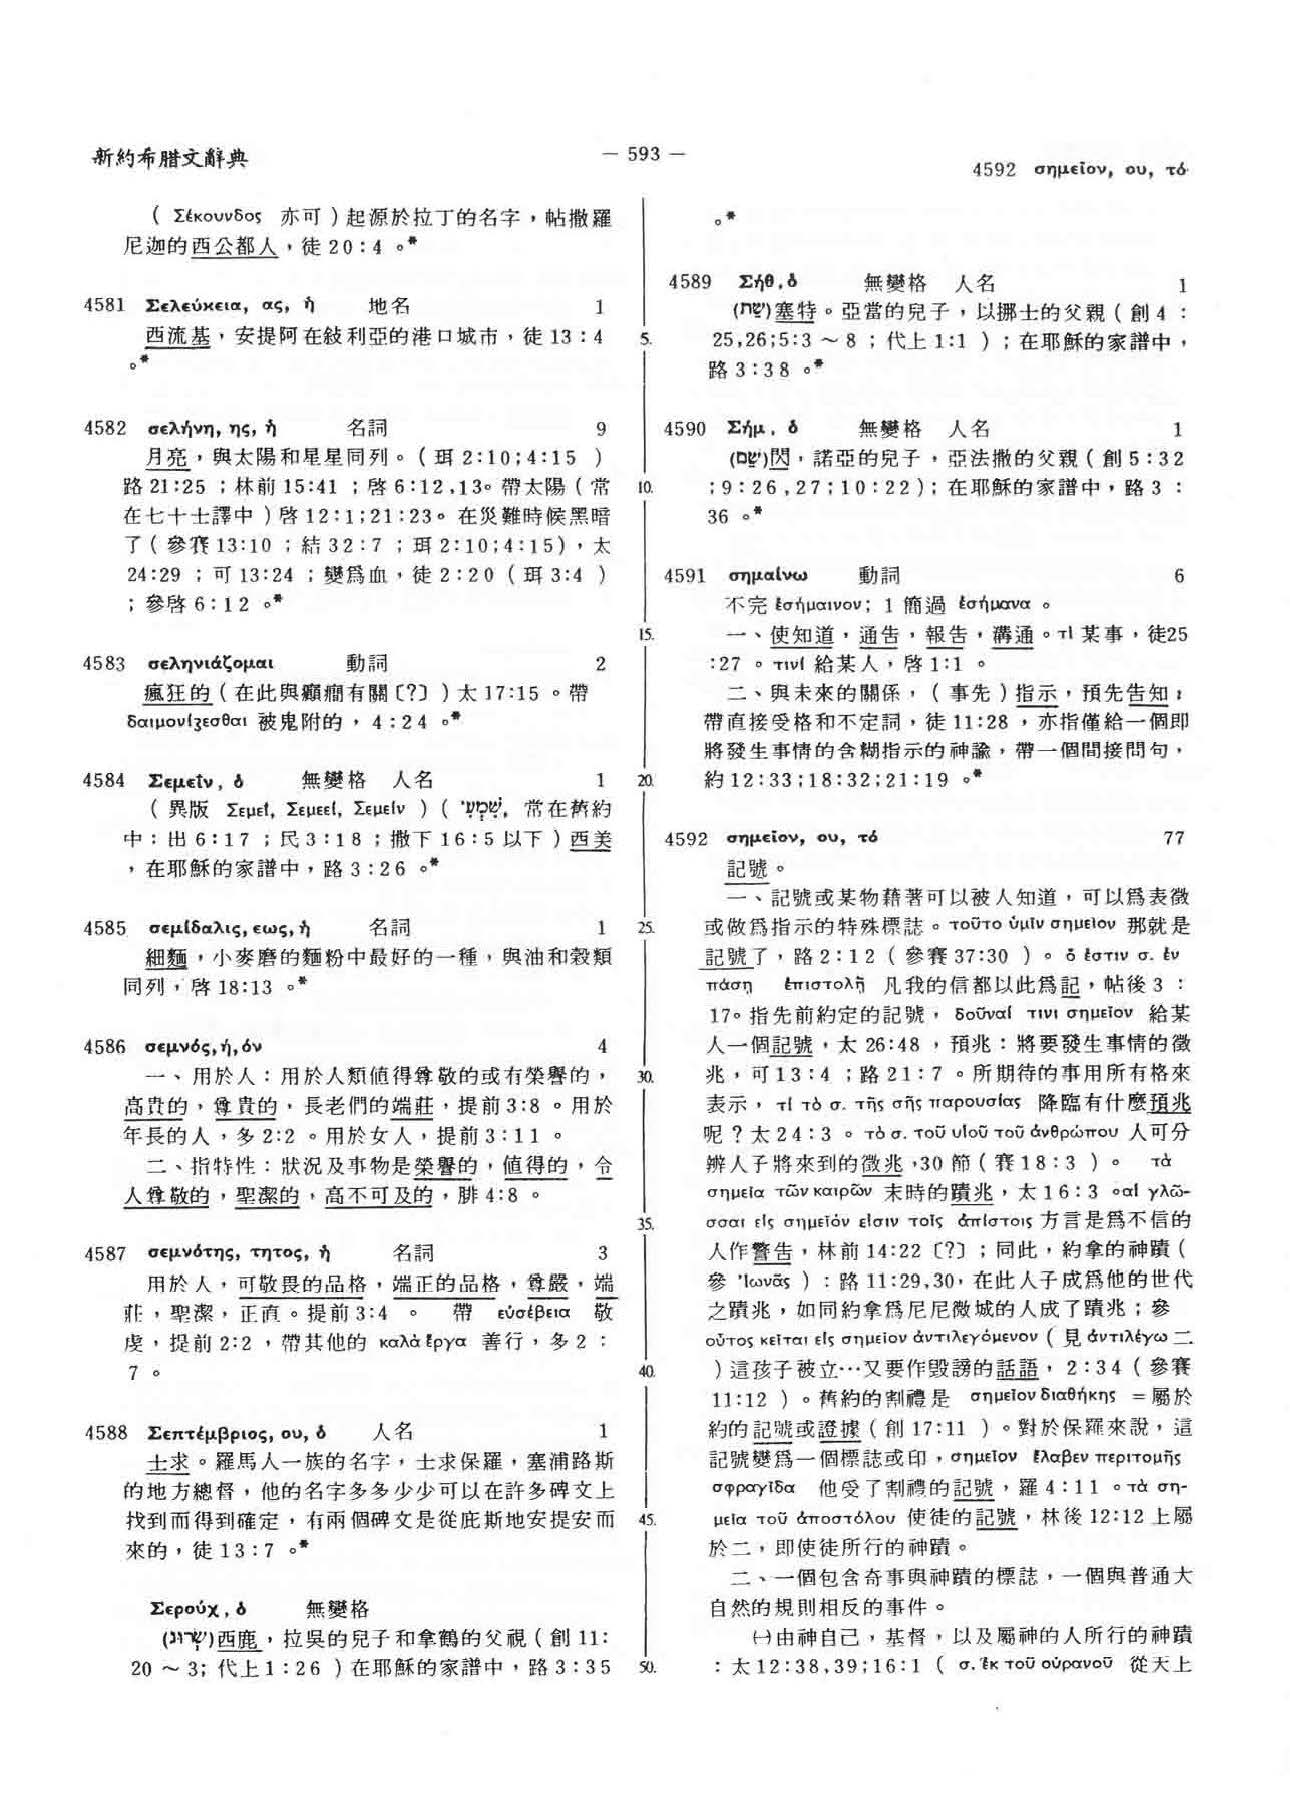 新約希腊文辭典
— 593 —
4592 σημεῖον, ου, τό
( Σέκουνδος 亦可 ) 起源於拉丁的名字，帖撒羅
尼迦的西公都人，徒 20：4 。*
4581 Σελεύκεια, ας, ἡ 地名 1
西流基，安提阿在敍利亞的港口城市，徒 13：4
。*
4582 σελήνη, ης, ἡ 名詞 9
月亮，與太陽和星星同列。( 珥 2:10;4:15 )
路 21:25 ；林前 15:41 ；啓 6:12,13。帶太陽 ( 常
在七十士譯中 ) 啓 12:1;21:23。在災難時候黑暗
了 ( 參賽 13:10 ；結 32:7 ；珥 2:10;4:15)，太
24:29 ；可 13:24 ；變爲血，徒 2:20 ( 珥 3:4 )
；參啓 6:12 。*
4583 σεληνιάζομαι 動詞 2
瘋狂的 ( 在此與癲癇有關〔?〕) 太 17:15 。帶
δαιμονίζεσθαι 被鬼附的，4:24 。*
4584 Σεμεῖν, ὁ 無變格 人名 1
( 異版 Σεμεΐ, Σεμεεί, Σεμείν ) ( שִׁמְעִי, 常在舊約
中：出 6:17 ；民 3:18 ；撒下 16:5 以下 ) 西美
，在耶穌的家譜中，路 3:26 。*
4585 σεμίδαλις, εως, ἡ 名詞 1
細麵，小麥磨的麵粉中最好的一種，與油和穀類
同列，啓 18:13 。*
4586 σεμνός, ή, όν 4
一、用於人：用於人類值得尊敬的或有榮譽的，
高貴的，尊貴的，長老們的端莊，提前 3:8 。用於
年長的人，多 2:2 。用於女人，提前 3:11 。
二、指特性：狀況及事物是榮譽的，值得的，令
人尊敬的，聖潔的，高不可及的，腓 4:8 。
4587 σεμνότης, τητος, ἡ 名詞 3
用於人，可敬畏的品格，端正的品格，尊嚴，端
莊，聖潔，正直。提前 3:4 。 帶 εὐσέβεια 敬
虔，提前 2:2 ，帶其他的 καλὰ ἔργα 善行，多 2：
7 。
4588 Σεπτέμβριος, ου, ὁ 人名 1
士求。羅馬人一族的名字，士求保羅，塞浦路斯
的地方總督，他的名字多多少少可以在許多碑文上
找到而得到確定，有兩個碑文是從庇斯地安提安而
來的，徒 13:7 。*
Σερούχ, ὁ 無變格
(שְׂרוּג) 西鹿，拉吳的兒子和拿鶴的父視 ( 創 11:
20 ～ 3; 代上 1:26 ) 在耶穌的家譜中，路 3:35
5.
10.
15.
20.
25.
30.
35.
40.
45.
50.
。*
4589 Σήθ, ὁ 無變格 人名 1
(שֵׁת) 塞特。亞當的兒子，以挪士的父親 ( 創 4：
25,26;5:3 ～ 8 ；代上 1:1 )；在耶穌的家譜中，
路 3:38 。*
4590 Σήμ, ὁ 無變格 人名 1
(שֵׁם) 閃，諾亞的兒子，亞法撒的父親 ( 創 5:32
;9:26,27;10:22)；在耶穌的家譜中，路 3：
36 。*
4591 σημαίνω 動詞 6
不完 ἐσήμαινον; 1 簡過 ἐσήμανα 。
一、使知道，通告，報告，溝通。τὶ 某事，徒25
:27 。τινί 給某人，啓 1:1 。
二、與未來的關係，( 事先 ) 指示，預先告知；
帶直接受格和不定詞，徒 11:28 ，亦指僅給一個即
將發生事情的含糊指示的神諭，帶一個間接問句，
約 12:33;18:32;21:19 。*
4592 σημεῖον, ου, τό 77
記號。
一、記號或某物藉著可以被人知道，可以爲表徵
或做爲指示的特殊標誌。τοῦτο ὑμῖν σημεῖον 那就是
記號了，路 2:12 ( 參賽 37:30 ) 。ὅ ἐστιν σ. ἐν
πάσῃ ἐπιστολῇ 凡我的信都以此爲記，帖後 3：
17。指先前約定的記號，δοῦναί τινι σημεῖον 給某
人一個記號，太 26:48 ，預兆：將要發生事情的徵
兆，可 13:4 ；路 21:7 。所期待的事用所有格來
表示，τί τὸ σ. τῆς σῆς παρουσίας 降臨有什麼預兆
呢？太 24:3 。τὸ σ. τοῦ υἱοῦ τοῦ ἀνθρώπου 人可分
辨人子將來到的徵兆，30 節 ( 賽 18:3 ) 。 τὰ
σημεῖα τῶν καιρῶν 末時的蹟兆，太 16:3 。αἱ γλῶ-
σσαι εἰς σημεῖόν εἰσιν τοῖς ἀπίστοις 方言是爲不信的
人作警告，林前 14:22〔?〕；同此，約拿的神蹟 (
參 Ἰωνᾶς )：路 11:29,30，在此人子成爲他的世代
之蹟兆，如同約拿爲尼尼微城的人成了蹟兆；參
οὗτος κεῖται εἰς σημεῖον ἀντιλεγόμενον ( 見 ἀντιλέγω 二
) 這孩子被立…又要作毀謗的話語，2:34 ( 參賽
11:12 ) 。舊約的割禮是 σημεῖον διαθήκης ＝屬於
約的記號或證據 ( 創 17:11 ) 。對於保羅來說，這
記號變爲一個標誌或印，σημεῖον ἔλαβεν περιτομῆς
σφραγῖδα 他受了割禮的記號，羅 4:11 。τὰ ση-
μεῖα τοῦ ἀποστόλου 使徒的記號，林後 12:12 上屬
於二，即使徒所行的神蹟。
二、一個包含奇事與神蹟的標誌，一個與普通大
自然的規則相反的事件。
㈠由神自己，基督，以及屬神的人所行的神蹟
：太 12:38,39;16:1 ( σ. ἐκ τοῦ οὐρανοῦ 從天上